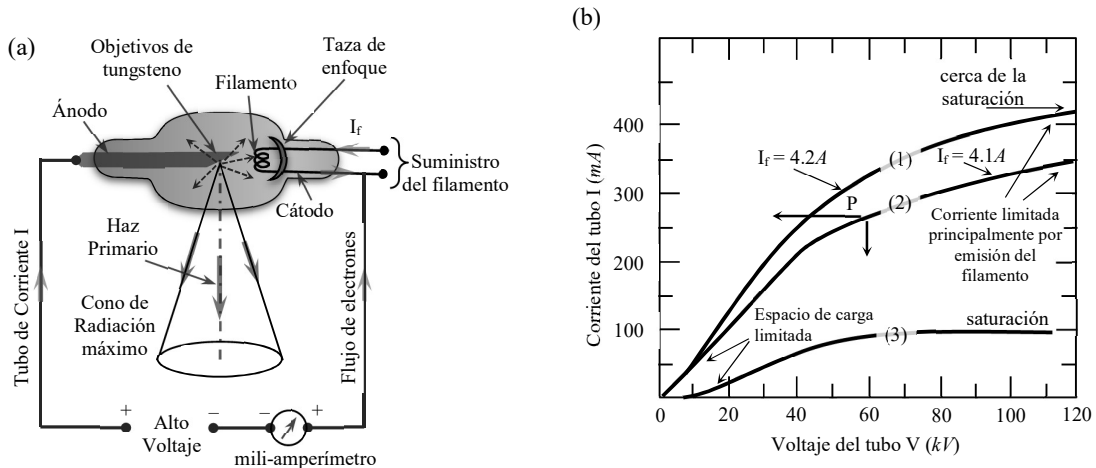 (a)
Objetivos de
tungsteno
Filamento
Taza de
enfoque
Ánodo
I_f
Suministro
del filamento
Cátodo
Haz
Primario
Cono de
Radiación
máximo
Tubo de Corriente I
Flujo de electrones
+ − − +
Alto
Voltaje
mili-amperímetro
(b)
Corriente del tubo I (mA)
400
300
200
100
cerca de la
saturación
I_f = 4.2A
(1)
I_f = 4.1A
P
(2)
Corriente limitada
principalmente por
emisión del
filamento
Espacio de carga
limitada
(3)
saturación
0 20 40 60 80 100 120
Voltaje del tubo V (kV)